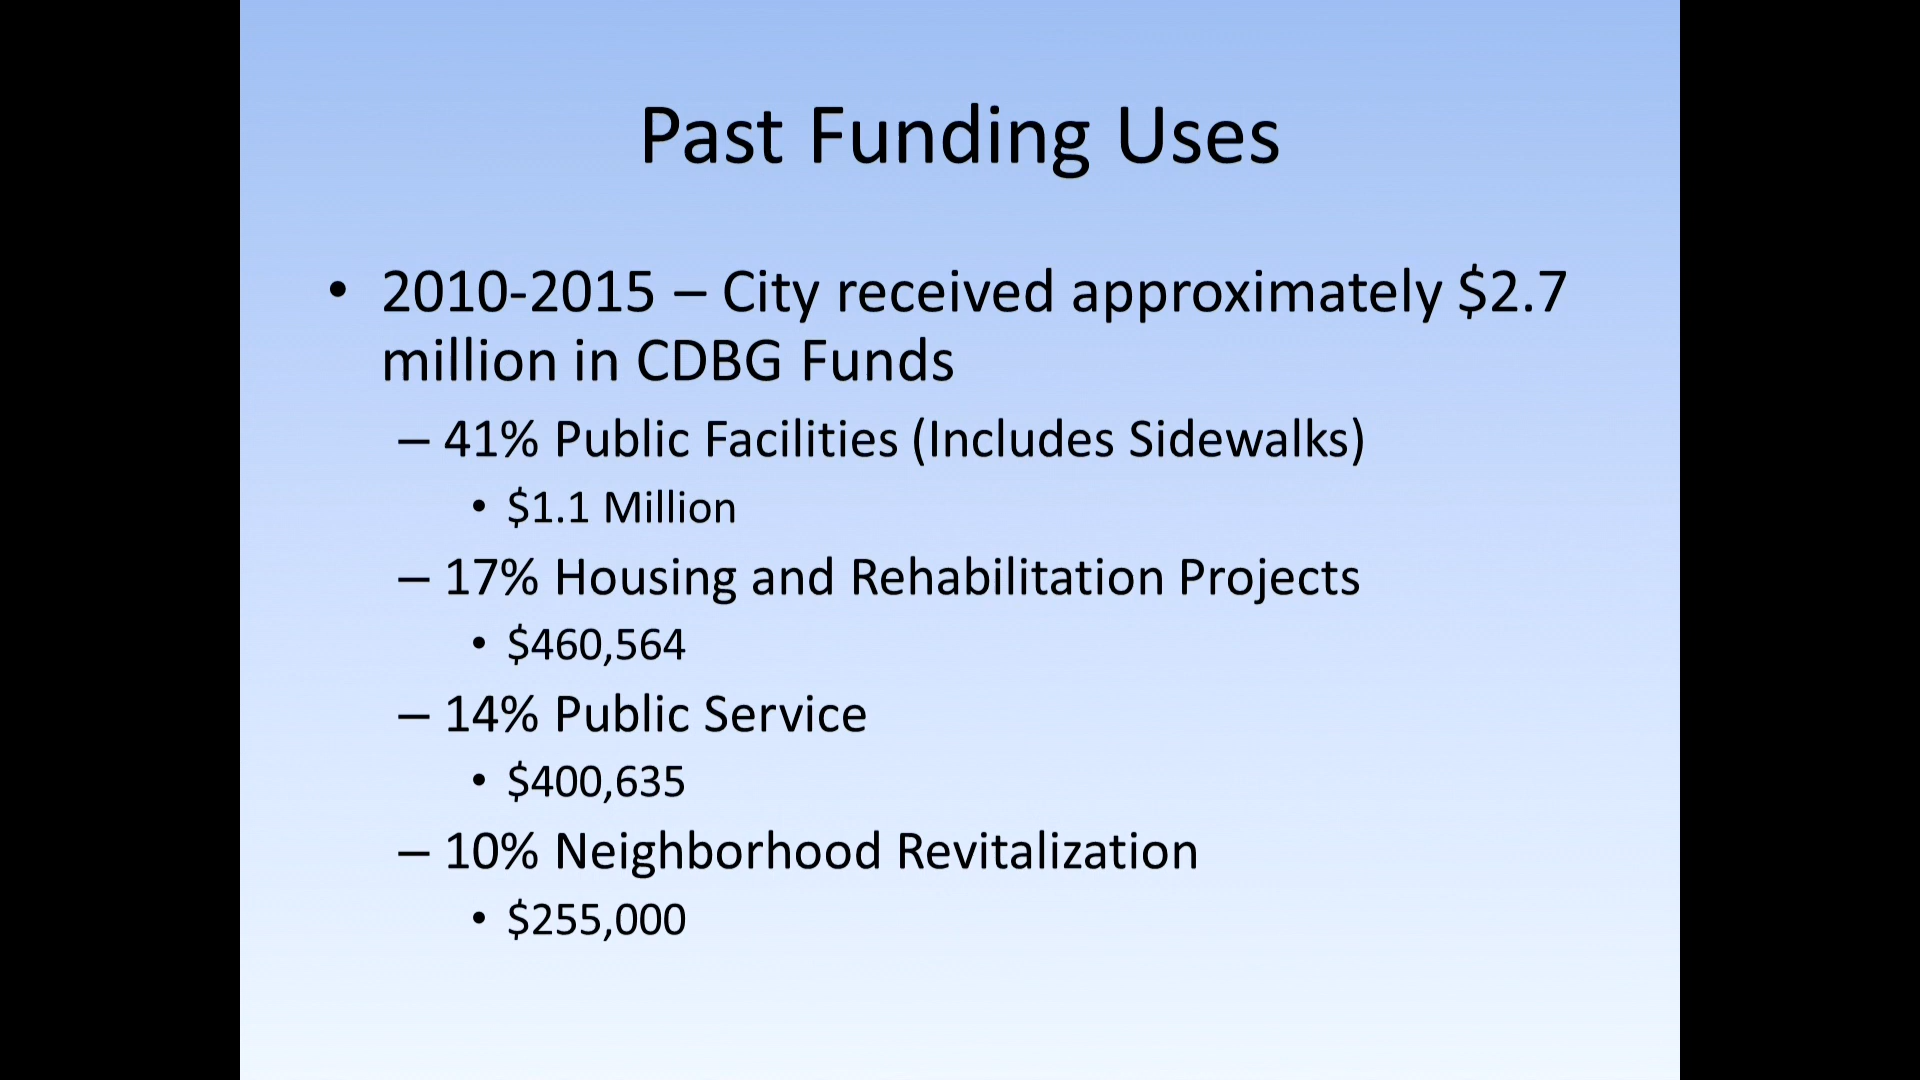 Past Funding Uses
• 2010-2015 – City received approximately $2.7
million in CDBG Funds
– 41% Public Facilities (Includes Sidewalks)
• $1.1 Million
– 17% Housing and Rehabilitation Projects
• $460,564
– 14% Public Service
• $400,635
– 10% Neighborhood Revitalization
• $255,000